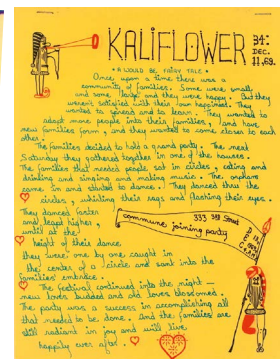 KALIFLOWER 34:
DEC.
11,69.
• A WOULD BE FAIRY TALE •
Once upon a time there was a
community of families. Some were small
and some large and they were happy. But they
weren't satisfied with their own happiness. They
wanted to grow and to learn. They wanted to
adopt more people into their families, and have
new families form, and they wanted to come closer to each
other.
The families decided to hold a grand party. The next
Saturday they gathered together in one of the houses.
The families that needed people sat in circles, eating and
drinking and singing and making music. The orphans
came in and started to dance. They danced thru the
circles, whirling their rags and flashing their eyes.
They danced faster
and leapt higher,
until at the
height of their dance
they were one by one caught in
the center of a circle and sank into the
families' embrace.
commune joining party
333 3rd Street
The festival continued into the night —
new loves budded and old loves blossomed.
The party was a success in accomplishing all
that needed to be done. And the families are
still radiant in joy and will live
happily ever after.